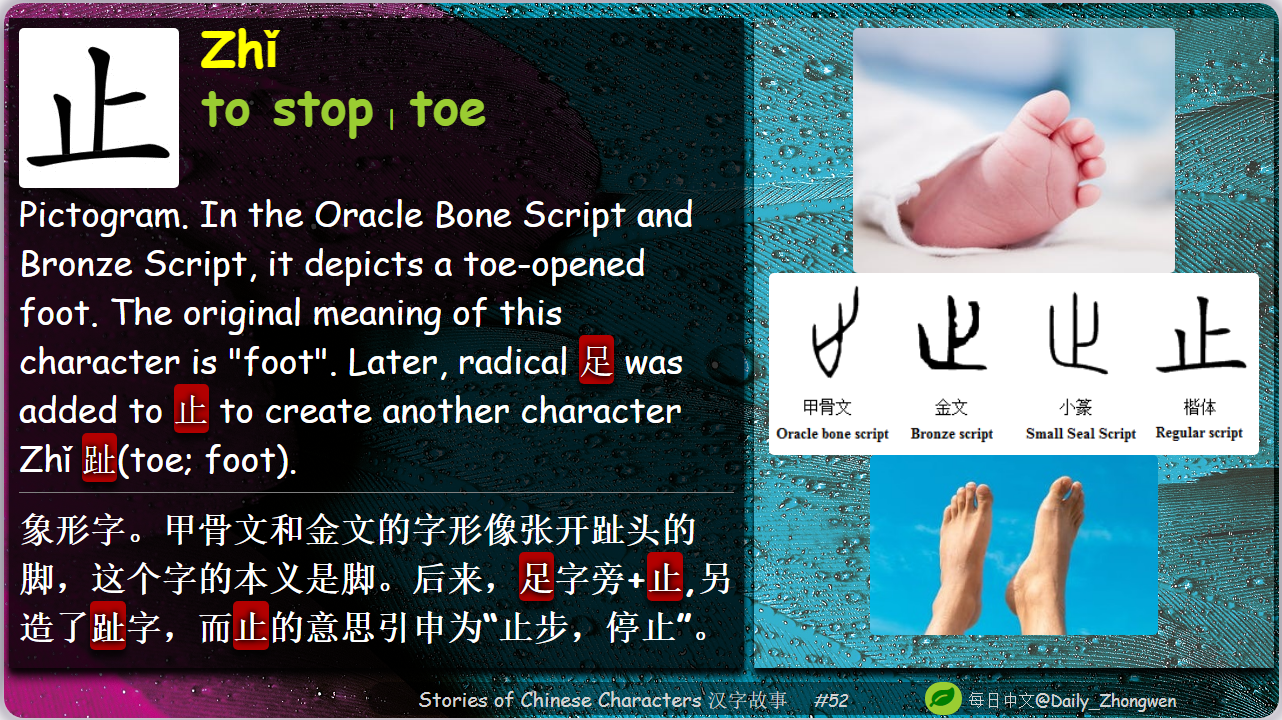 止
Zhǐ
to stop | toe
Pictogram. In the Oracle Bone Script and
Bronze Script, it depicts a toe-opened
foot. The original meaning of this
character is "foot". Later, radical 足 was
added to 止 to create another character
Zhǐ 趾(toe; foot).
象形字。甲骨文和金文的字形像张开趾头的
脚，这个字的本义是脚。后来，足字旁+止,另
造了趾字，而止的意思引申为“止步，停止”。
甲骨文 金文 小篆 楷体
Oracle bone script Bronze script Small Seal Script Regular script
止
Stories of Chinese Characters 汉字故事 #52
每日中文@Daily_Zhongwen